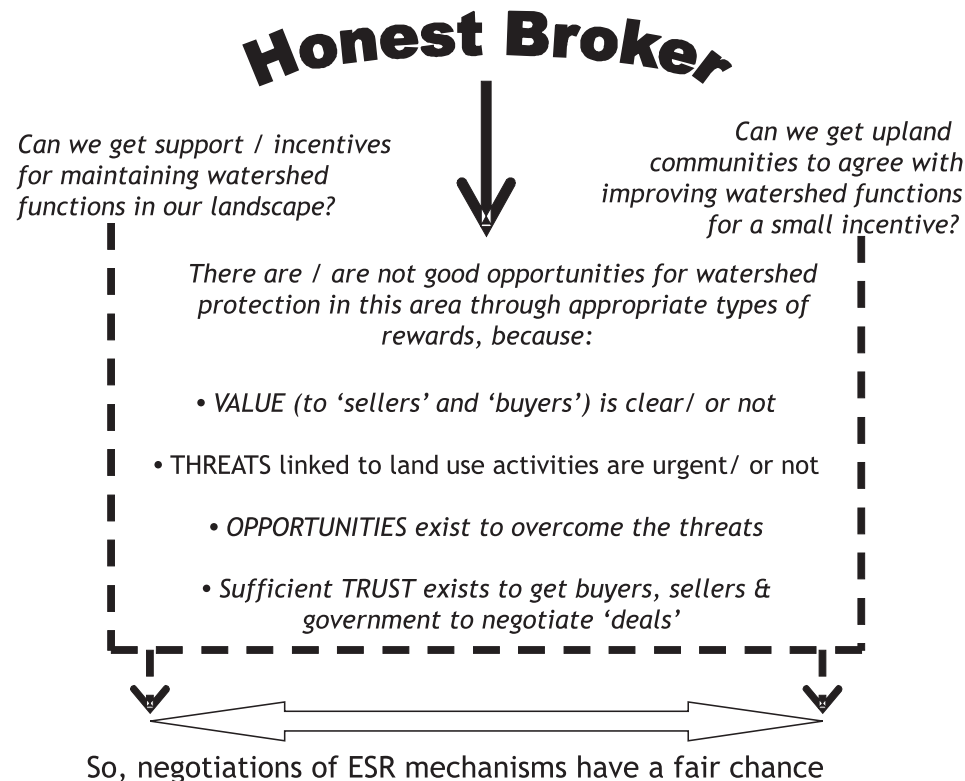 Honest Broker
Can we get support / incentives
for maintaining watershed
functions in our landscape?
Can we get upland
communities to agree with
improving watershed functions
for a small incentive?
There are / are not good opportunities for watershed
protection in this area through appropriate types of
rewards, because:
• VALUE (to ‘sellers’ and ‘buyers’) is clear/ or not
• THREATS linked to land use activities are urgent/ or not
• OPPORTUNITIES exist to overcome the threats
• Sufficient TRUST exists to get buyers, sellers &
government to negotiate ‘deals’
So, negotiations of ESR mechanisms have a fair chance